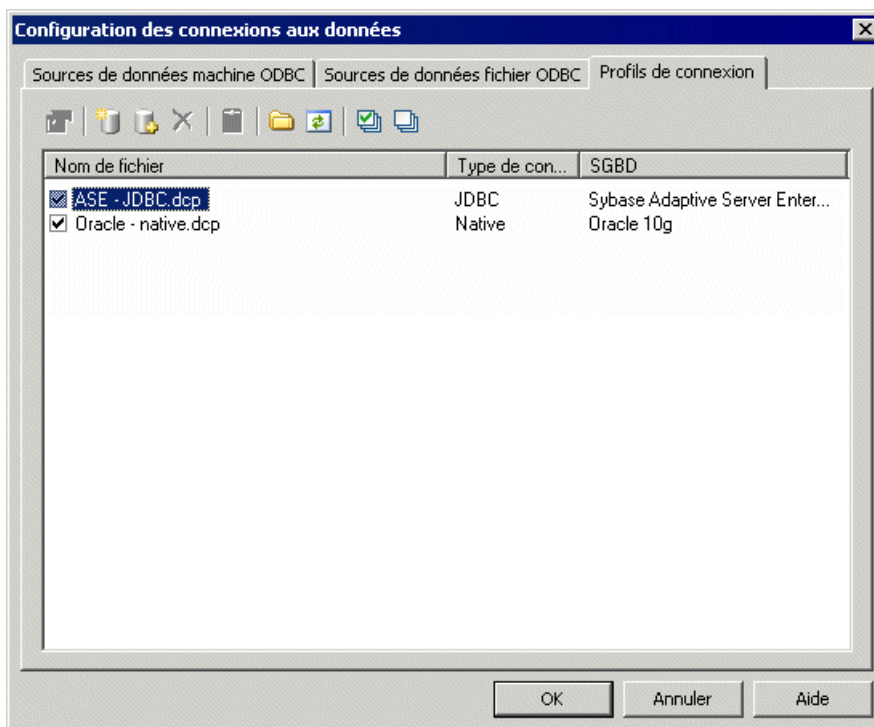 Configuration des connexions aux données
Sources de données machine ODBC Sources de données fichier ODBC Profils de connexion
Nom de fichier Type de con... SGBD
ASE - JDBC.dcp JDBC Sybase Adaptive Server Enter...
Oracle - native.dcp Native Oracle 10g
OK Annuler Aide